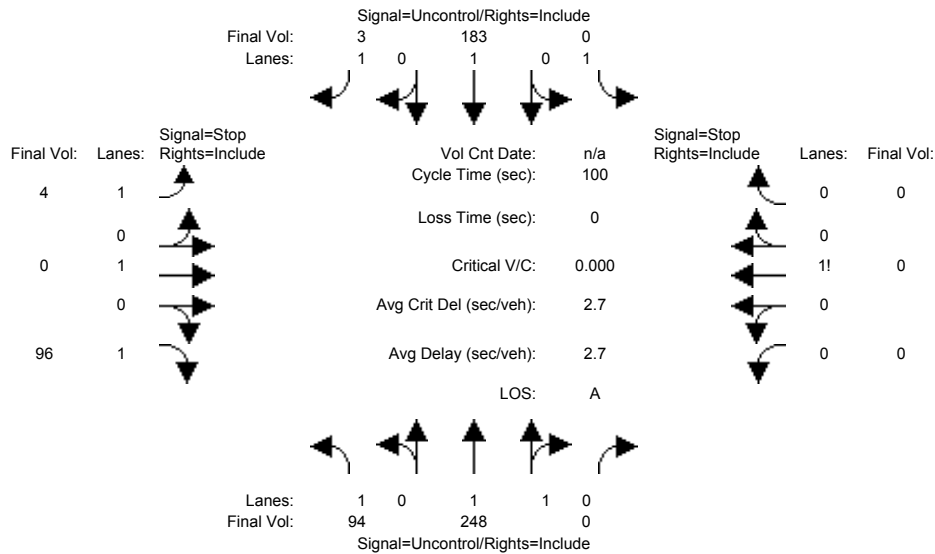 Signal=Uncontrol/Rights=Include
Final Vol: 3 183 0
Lanes: 1 0 1 0 1
Signal=Stop Signal=Stop
Final Vol: Lanes: Rights=Include Vol Cnt Date: n/a Rights=Include Lanes: Final Vol:
Cycle Time (sec): 100
4 1 0 0
Loss Time (sec): 0
0 0
0 1 Critical V/C: 0.000 1! 0
0 Avg Crit Del (sec/veh): 2.7 0
96 1 Avg Delay (sec/veh): 2.7 0 0
LOS: A
Lanes: 1 0 1 1 0
Final Vol: 94 248 0
Signal=Uncontrol/Rights=Include